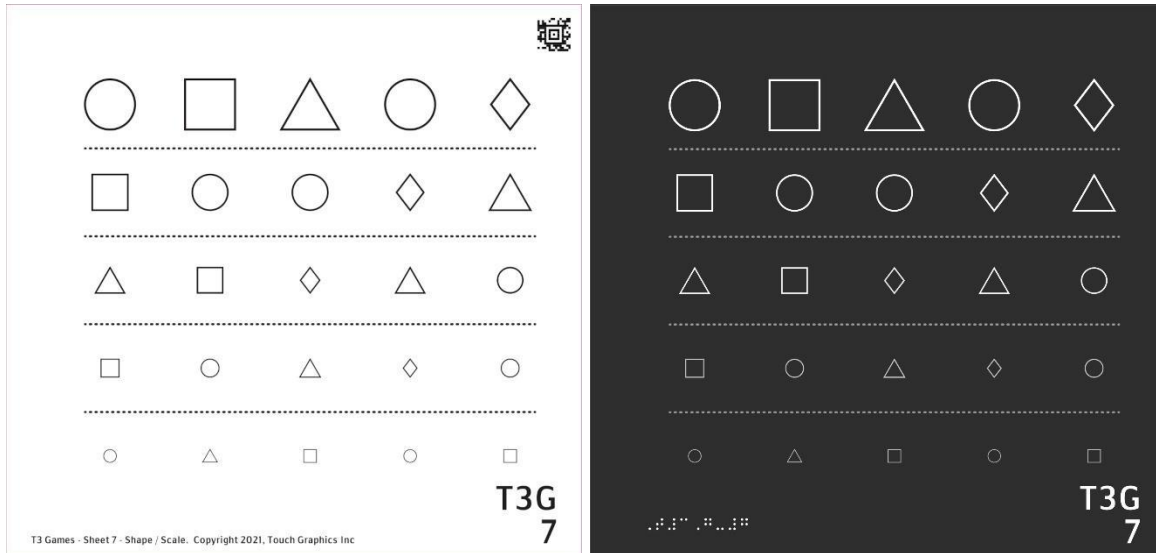 T3G
7
T3 Games - Sheet 7 - Shape / Scale. Copyright 2021, Touch Graphics Inc
T3G
7
⠠⠞⠼⠉⠠⠛⠤⠼⠛